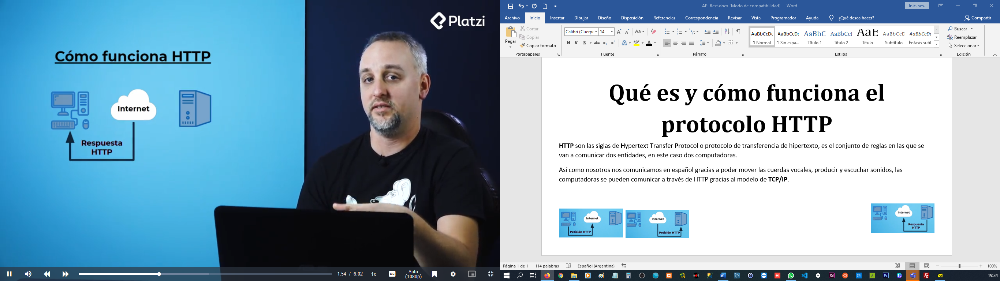 Platzi
Cómo funciona HTTP
Internet
Respuesta
HTTP
1:54 / 6:02
1x
CC
Auto
(1080p)
API Rest.docx [Modo de compatibilidad] - Word
Inic. ses.
Archivo
Inicio
Insertar
Dibujar
Diseño
Disposición
Referencias
Correspondencia
Revisar
Vista
Programador
Ayuda
¿Qué desea hacer?
Compartir
Pegar
Cortar
Copiar
Copiar formato
Portapapeles
Calibri (Cuerpo
14
Aa
N K S abc x₂ x²
Fuente
Párrafo
AaBbCcDc
¶ Normal
AaBbCcDc
¶ Sin espa...
AaBbC
Título 1
AaBbCcI
Título 2
AaB
Título
AaBbCcD
Subtítulo
AaBbCcDc
Énfasis sutil
Estilos
Buscar
Reemplazar
Seleccionar
Edición
Qué es y cómo funciona el
protocolo HTTP
HTTP son las siglas de Hypertext Transfer Protocol o protocolo de transferencia de hipertexto, es el conjunto de reglas en las que se
van a comunicar dos entidades, en este caso dos computadoras.
Así como nosotros nos comunicamos en español gracias a poder mover las cuerdas vocales, producir y escuchar sonidos, las
computadoras se pueden comunicar a través de HTTP gracias al modelo de TCP/IP.
Internet
Petición HTTP
Internet
Petición HTTP
Internet
Respuesta
HTTP
Página 1 de 1
114 palabras
Español (Argentina)
100%
19:34